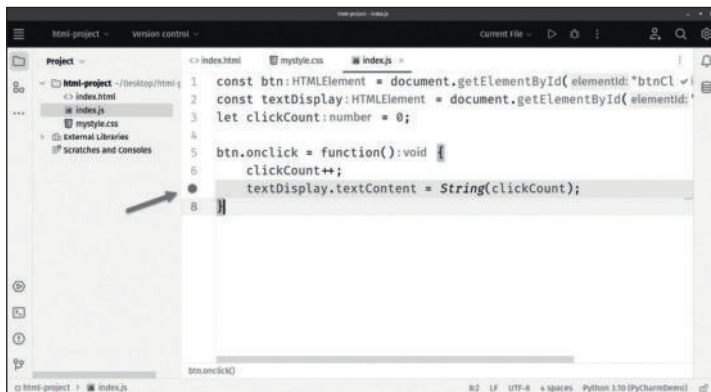 html-project - index.js
html-project
Version control
Current File
Project
index.html
mystyle.css
index.js
html-project ~/Desktop/html-p
index.html
index.js
mystyle.css
External Libraries
Scratches and Consoles
1 const btn : HTMLElement = document.getElementById( elementId: "btnCl
2 const textDisplay : HTMLElement = document.getElementById( elementId: "
3 let clickCount : number = 0;
4
5 btn.onclick = function() : void {
6 clickCount++;
textDisplay.textContent = String(clickCount);
8 }
btn.onclick()
html-project > index.js
8:2 LF UTF-8 4 spaces Python 3.10 (PyCharmDemo)